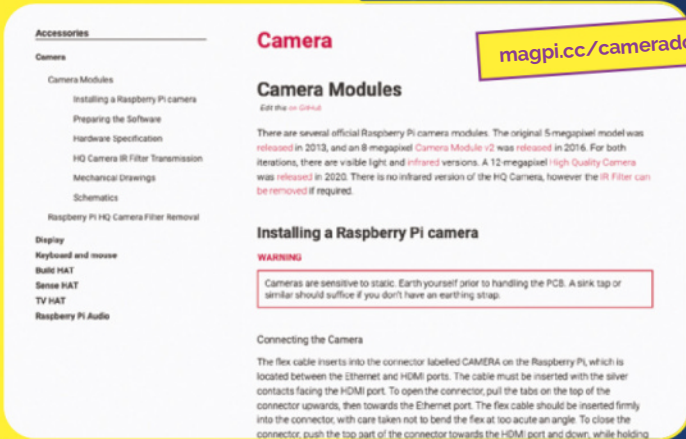 Accessories
Camera
Camera Modules
Installing a Raspberry Pi camera
Preparing the Software
Hardware Specification
HQ Camera IR Filter Transmission
Mechanical Drawings
Schematics
Raspberry Pi HQ Camera Filter Removal
Display
Keyboard and mouse
Build HAT
Sense HAT
TV HAT
Raspberry Pi Audio
magpi.cc/camerado
Camera
Camera Modules
Edit this on GitHub
There are several official Raspberry Pi camera modules. The original 5-megapixel model was
released in 2013, and an 8-megapixel Camera Module v2 was released in 2016. For both
iterations, there are visible light and infrared versions. A 12-megapixel High Quality Camera
was released in 2020. There is no infrared version of the HQ Camera, however the IR Filter can
be removed if required.
Installing a Raspberry Pi camera
WARNING
Cameras are sensitive to static. Earth yourself prior to handling the PCB. A sink tap or
similar should suffice if you don't have an earthing strap.
Connecting the Camera
The flex cable inserts into the connector labelled CAMERA on the Raspberry Pi, which is
located between the Ethernet and HDMI ports. The cable must be inserted with the silver
contacts facing the HDMI port. To open the connector, pull the tabs on the top of the
connector upwards, then towards the Ethernet port. The flex cable should be inserted firmly
into the connector, with care taken not to bend the flex at too acute an angle. To close the
connector, push the top part of the connector towards the HDMI port and down, while holding